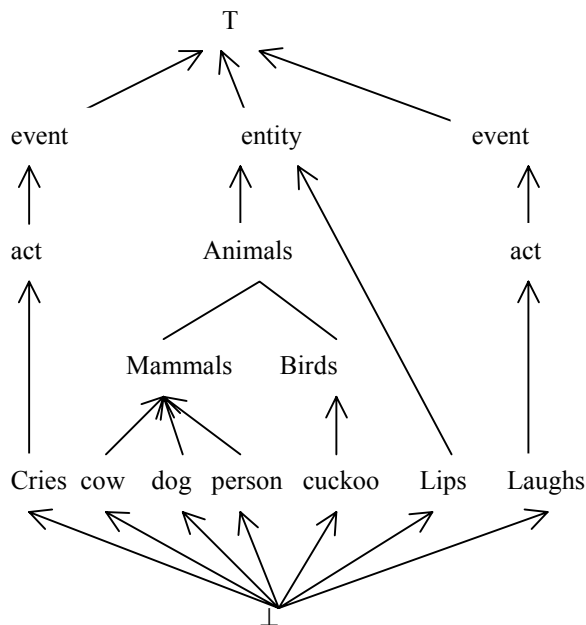 T
event entity event
act Animals act
Mammals Birds
Cries cow dog person cuckoo Lips Laughs
⊥